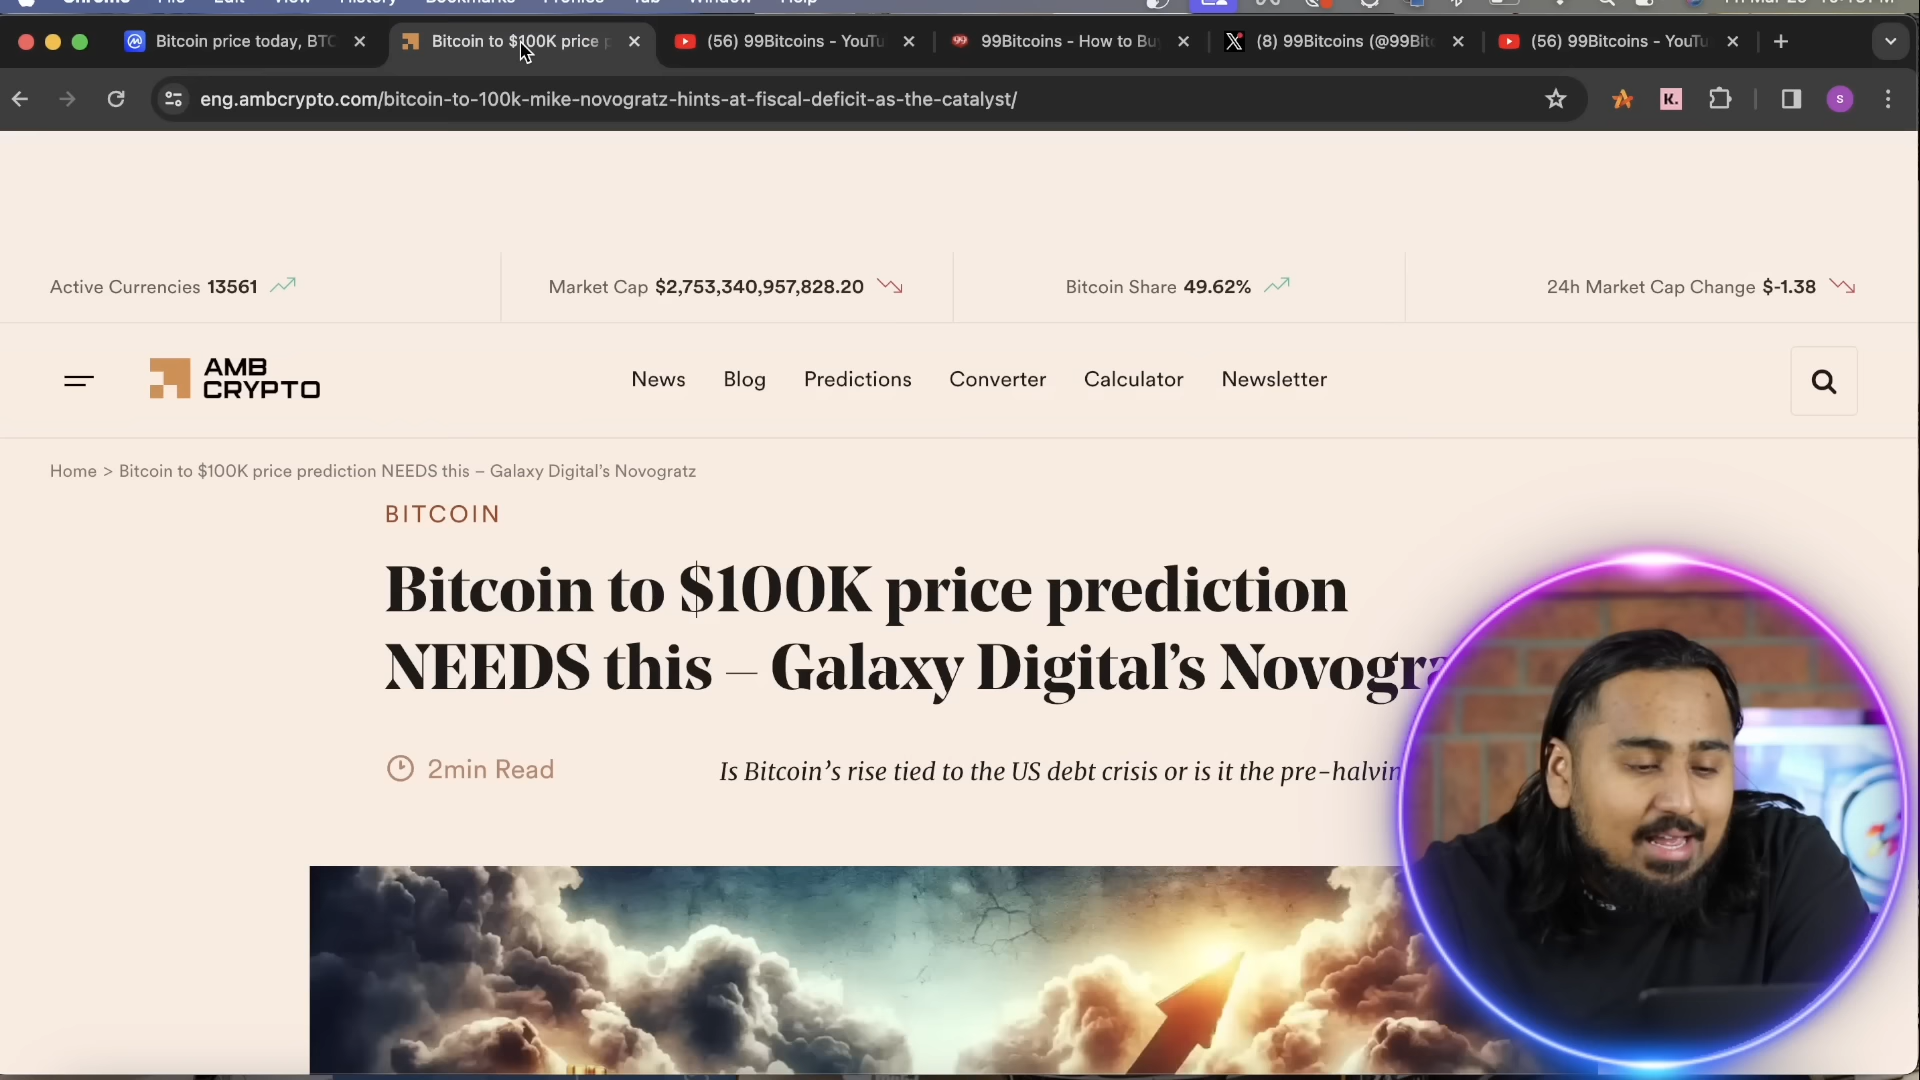 Chrome File Edit View History Bookmarks Profiles Tab Window Help
Bitcoin price today, BTC
Bitcoin to $100K price p
(56) 99Bitcoins - YouTu
99Bitcoins - How to Bu
(8) 99Bitcoins (@99Bitc
(56) 99Bitcoins - YouTu
eng.ambcrypto.com/bitcoin-to-100k-mike-novogratz-hints-at-fiscal-deficit-as-the-catalyst/
K.
S
Active Currencies 13561
Market Cap $2,753,340,957,828.20
Bitcoin Share 49.62%
24h Market Cap Change $-1.38
AMB
CRYPTO
News Blog Predictions Converter Calculator Newsletter
Home > Bitcoin to $100K price prediction NEEDS this – Galaxy Digital’s Novogratz
BITCOIN
Bitcoin to $100K price prediction
NEEDS this – Galaxy Digital’s Novogra
2min Read
Is Bitcoin’s rise tied to the US debt crisis or is it the pre-halvin